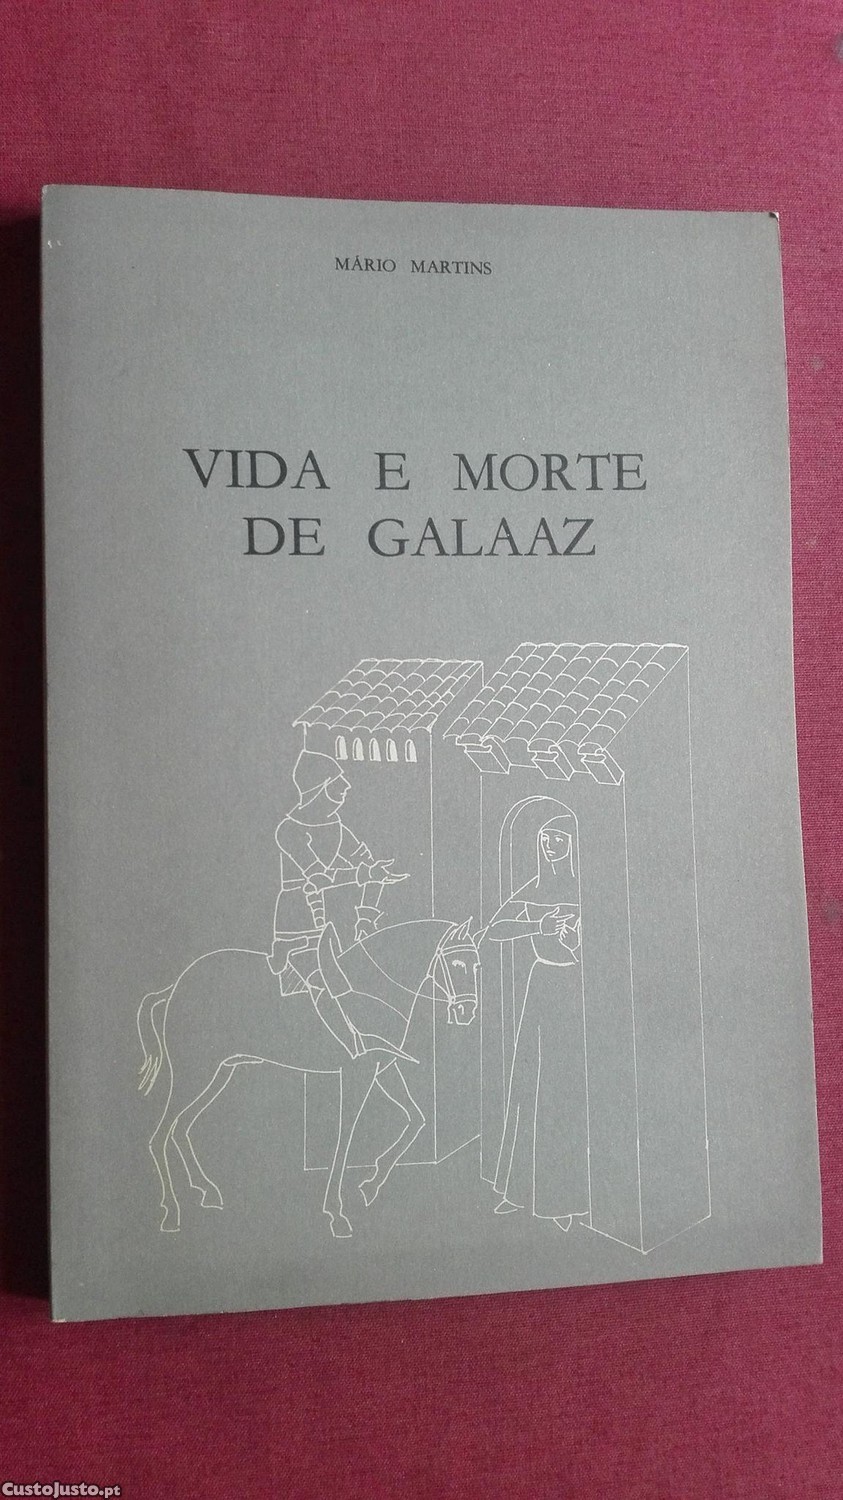 MÁRIO MARTINS
VIDA E MORTE
DE GALAAZ
CustoJusto.pt